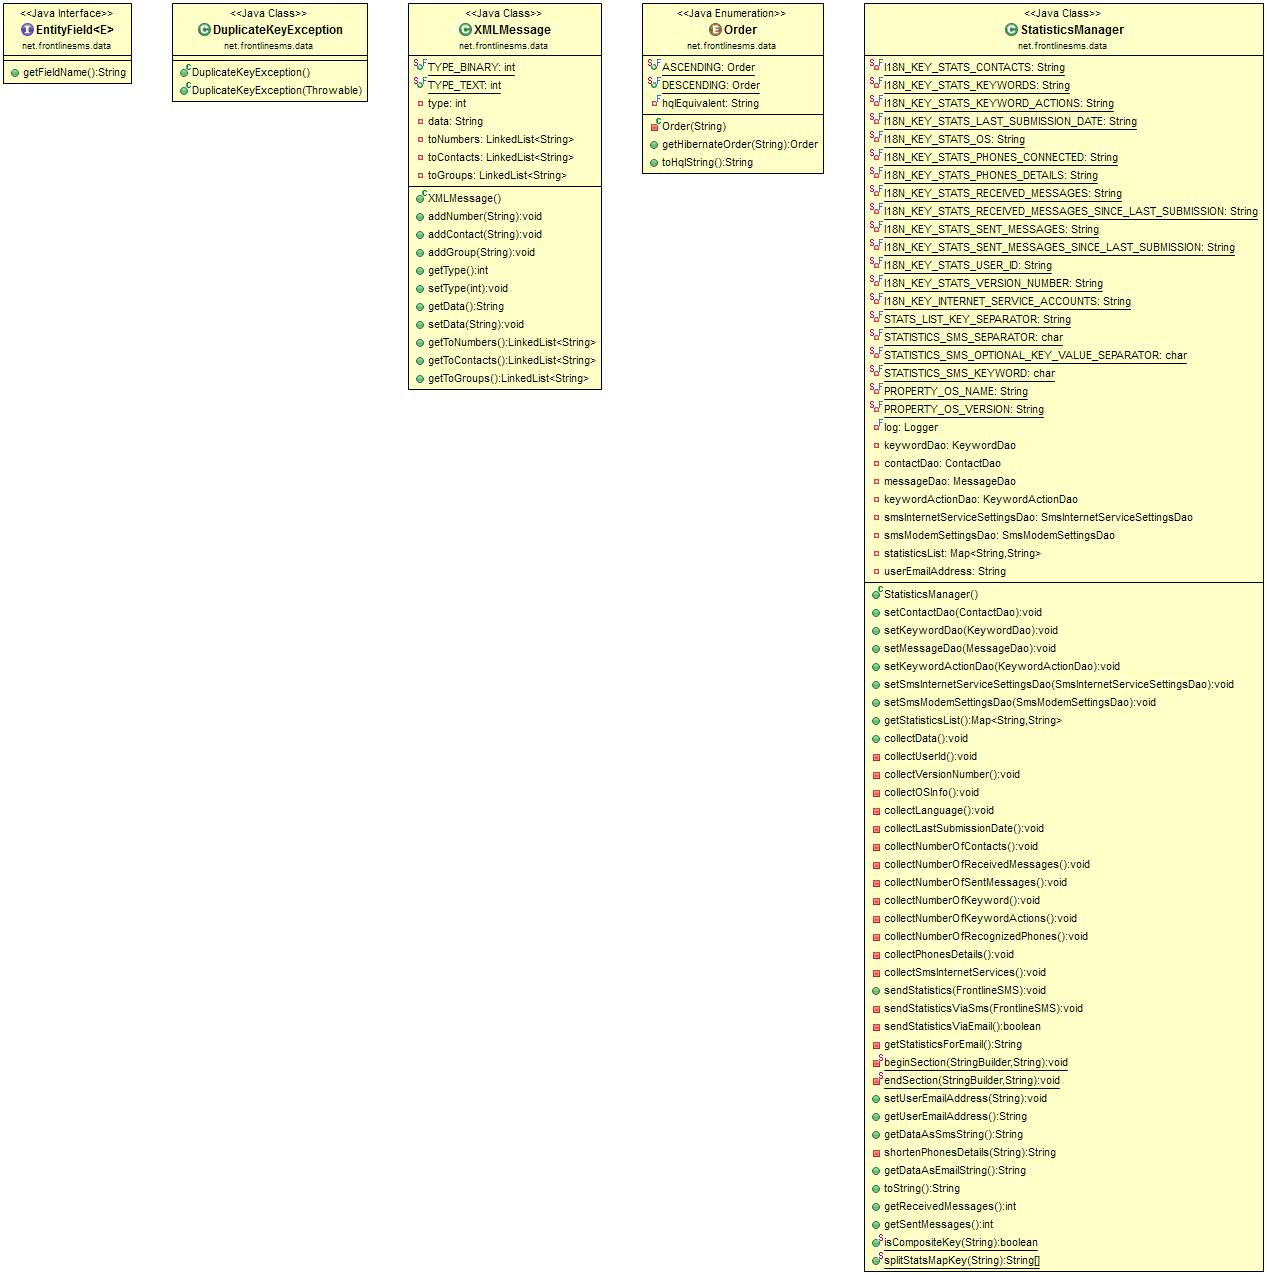 <<Java Interface>>
I EntityField<E>
net.frontlinesms.data
getFieldName():String
<<Java Class>>
C DuplicateKeyException
net.frontlinesms.data
C DuplicateKeyException()
C DuplicateKeyException(Throwable)
<<Java Class>>
C XMLMessage
net.frontlinesms.data
S F TYPE_BINARY: int
S F TYPE_TEXT: int
type: int
data: String
toNumbers: LinkedList<String>
toContacts: LinkedList<String>
toGroups: LinkedList<String>
C XMLMessage()
addNumber(String):void
addContact(String):void
addGroup(String):void
getType():int
setType(int):void
getData():String
setData(String):void
getToNumbers():LinkedList<String>
getToContacts():LinkedList<String>
getToGroups():LinkedList<String>
<<Java Enumeration>>
E Order
net.frontlinesms.data
S F ASCENDING: Order
S F DESCENDING: Order
F hqlEquivalent: String
C Order(String)
getHibernateOrder(String):Order
toHqlString():String
<<Java Class>>
C StatisticsManager
net.frontlinesms.data
S F I18N_KEY_STATS_CONTACTS: String
S F I18N_KEY_STATS_KEYWORDS: String
S F I18N_KEY_STATS_KEYWORD_ACTIONS: String
S F I18N_KEY_STATS_LAST_SUBMISSION_DATE: String
S F I18N_KEY_STATS_OS: String
S F I18N_KEY_STATS_PHONES_CONNECTED: String
S F I18N_KEY_STATS_PHONES_DETAILS: String
S F I18N_KEY_STATS_RECEIVED_MESSAGES: String
S F I18N_KEY_STATS_RECEIVED_MESSAGES_SINCE_LAST_SUBMISSION: String
S F I18N_KEY_STATS_SENT_MESSAGES: String
S F I18N_KEY_STATS_SENT_MESSAGES_SINCE_LAST_SUBMISSION: String
S F I18N_KEY_STATS_USER_ID: String
S F I18N_KEY_STATS_VERSION_NUMBER: String
S F I18N_KEY_INTERNET_SERVICE_ACCOUNTS: String
S F STATS_LIST_KEY_SEPARATOR: String
S F STATISTICS_SMS_SEPARATOR: char
S F STATISTICS_SMS_OPTIONAL_KEY_VALUE_SEPARATOR: char
S F STATISTICS_SMS_KEYWORD: char
S F PROPERTY_OS_NAME: String
S F PROPERTY_OS_VERSION: String
F log: Logger
keywordDao: KeywordDao
contactDao: ContactDao
messageDao: MessageDao
keywordActionDao: KeywordActionDao
smsInternetServiceSettingsDao: SmsInternetServiceSettingsDao
smsModemSettingsDao: SmsModemSettingsDao
statisticsList: Map<String,String>
userEmailAddress: String
C StatisticsManager()
setContactDao(ContactDao):void
setKeywordDao(KeywordDao):void
setMessageDao(MessageDao):void
setKeywordActionDao(KeywordActionDao):void
setSmsInternetServiceSettingsDao(SmsInternetServiceSettingsDao):void
setSmsModemSettingsDao(SmsModemSettingsDao):void
getStatisticsList():Map<String,String>
collectData():void
collectUserId():void
collectVersionNumber():void
collectOSInfo():void
collectLanguage():void
collectLastSubmissionDate():void
collectNumberOfContacts():void
collectNumberOfReceivedMessages():void
collectNumberOfSentMessages():void
collectNumberOfKeyword():void
collectNumberOfKeywordActions():void
collectNumberOfRecognizedPhones():void
collectPhonesDetails():void
collectSmsInternetServices():void
sendStatistics(FrontlineSMS):void
sendStatisticsViaSms(FrontlineSMS):void
sendStatisticsViaEmail():boolean
getStatisticsForEmail():String
S beginSection(StringBuilder,String):void
S endSection(StringBuilder,String):void
setUserEmailAddress(String):void
getUserEmailAddress():String
getDataAsSmsString():String
shortenPhonesDetails(String):String
getDataAsEmailString():String
toString():String
getReceivedMessages():int
getSentMessages():int
S isCompositeKey(String):boolean
S splitStatsMapKey(String):String[]